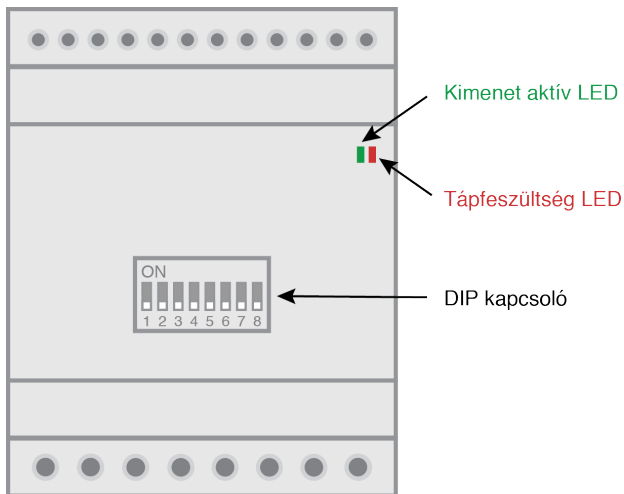 Kimenet aktív LED
Tápfeszültség LED
ON
1 2 3 4 5 6 7 8
DIP kapcsoló